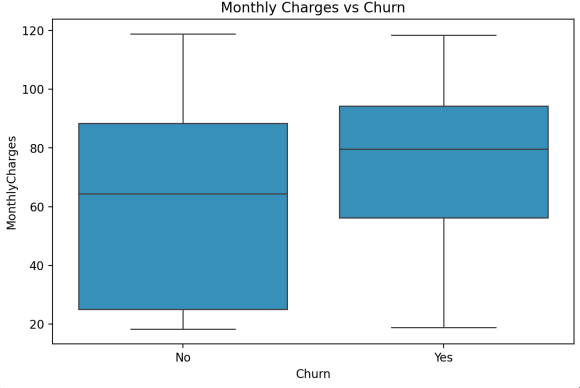 Monthly Charges vs Churn
120
100
80
60
40
20
MonthlyCharges
No
Yes
Churn